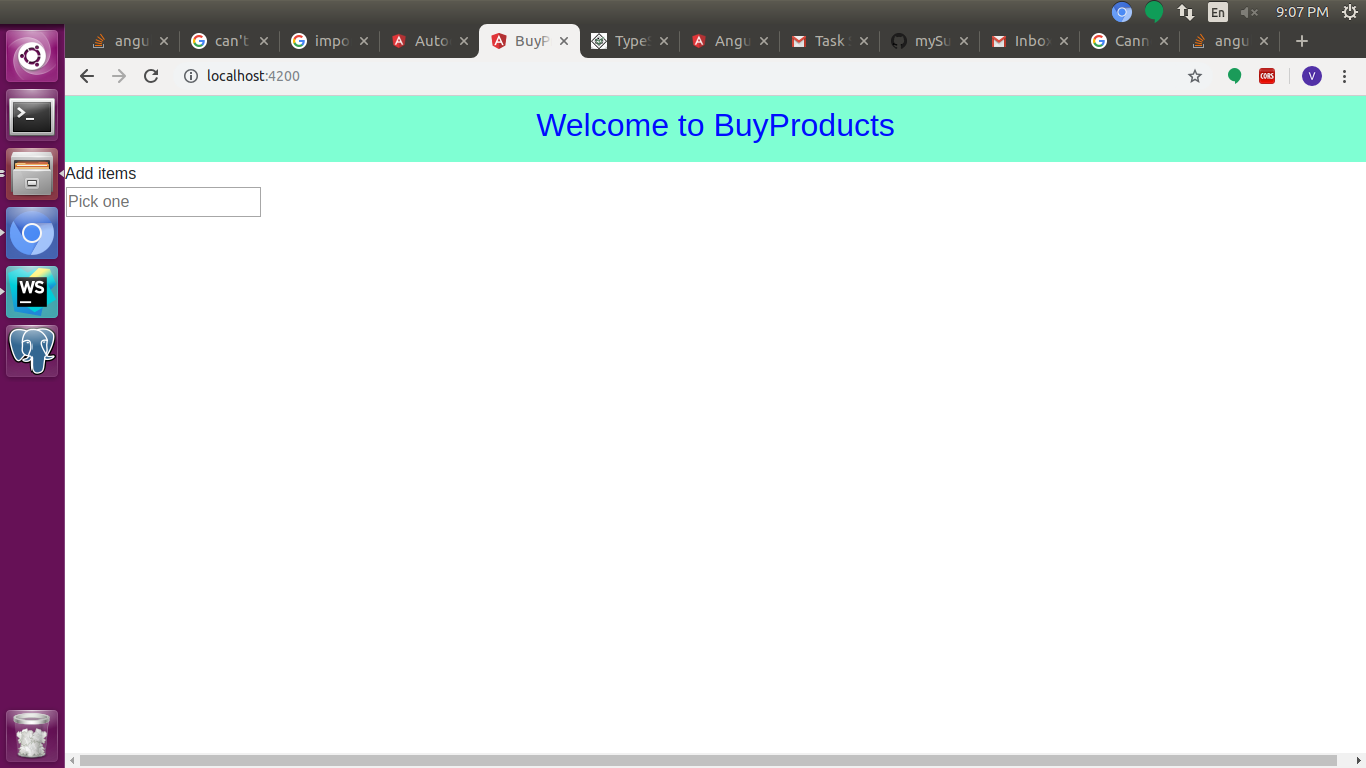 En 9:07 PM
angu can't impo Auto BuyP Type Angu Task mySu Inbox Cann angu
localhost:4200 CORS V
Welcome to BuyProducts
Add items
Pick one
WS